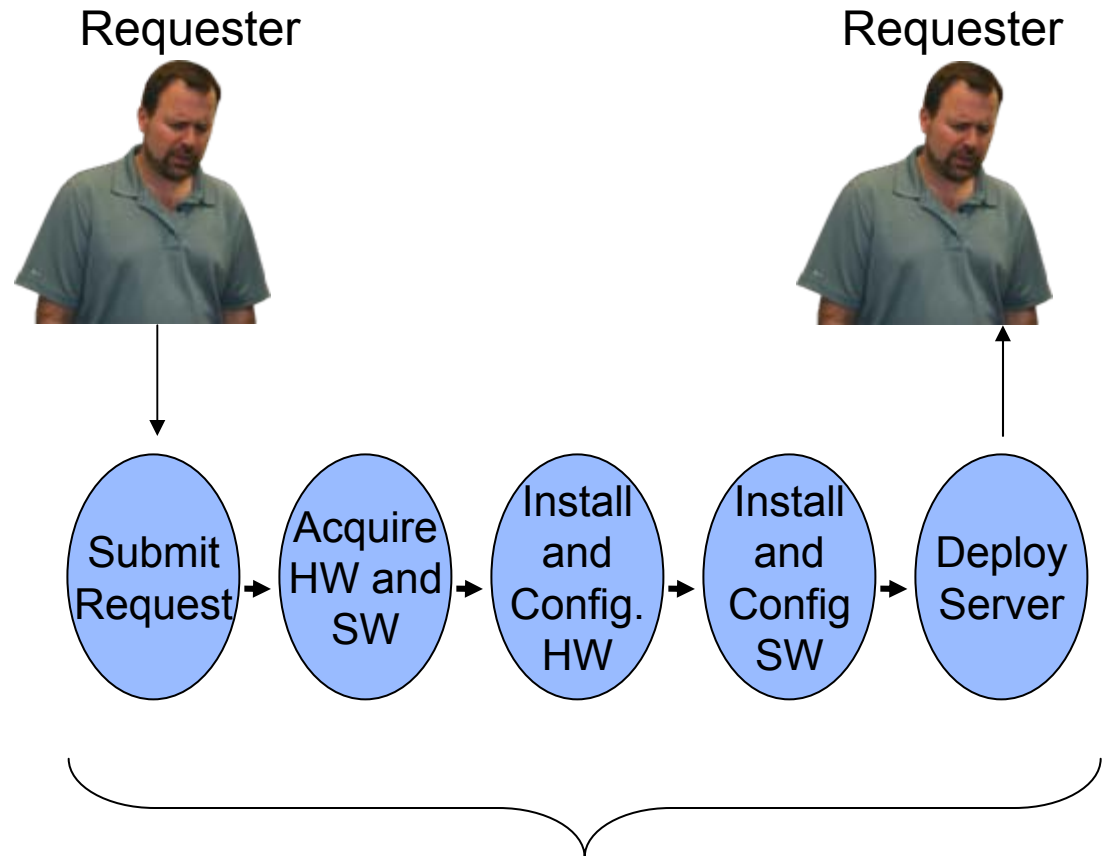 Requester
Requester
Submit
Request
Acquire
HW and
SW
Install
and
Config.
HW
Install
and
Config
SW
Deploy
Server